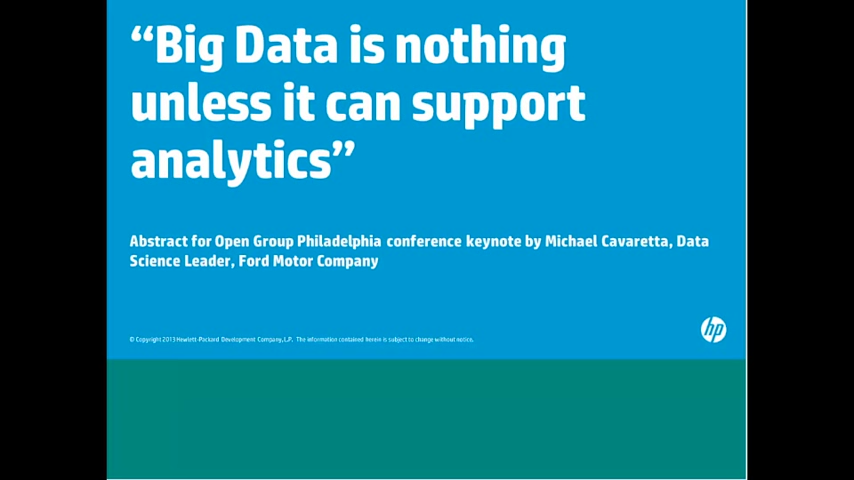 “Big Data is nothing
unless it can support
analytics”
Abstract for Open Group Philadelphia conference keynote by Michael Cavaretta, Data
Science Leader, Ford Motor Company
© Copyright 2013 Hewlett-Packard Development Company, L.P. The information contained herein is subject to change without notice.
hp